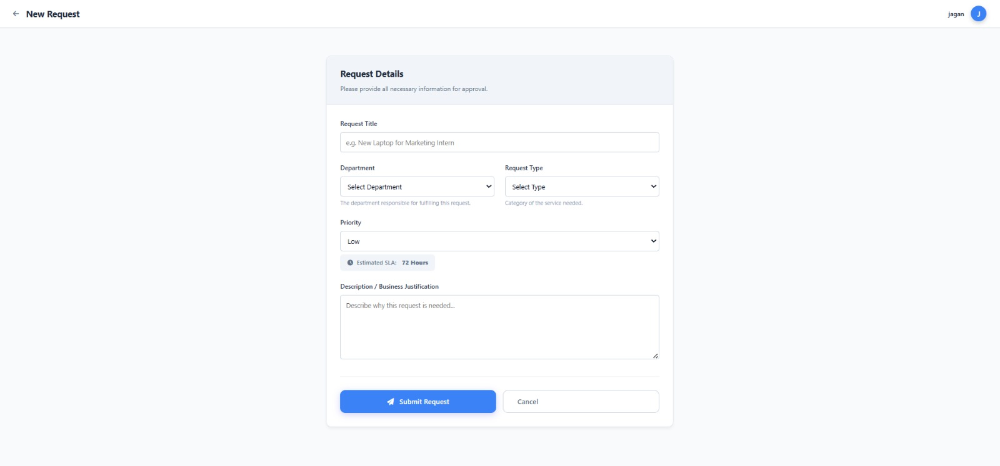 New Request
jagan
J
Request Details
Please provide all necessary information for approval.
Request Title
e.g. New Laptop for Marketing Intern
Department
Request Type
Select Department
Select Type
The department responsible for fulfilling this request.
Category of the service needed.
Priority
Low
Estimated SLA: 72 Hours
Description / Business Justification
Describe why this request is needed...
Submit Request
Cancel